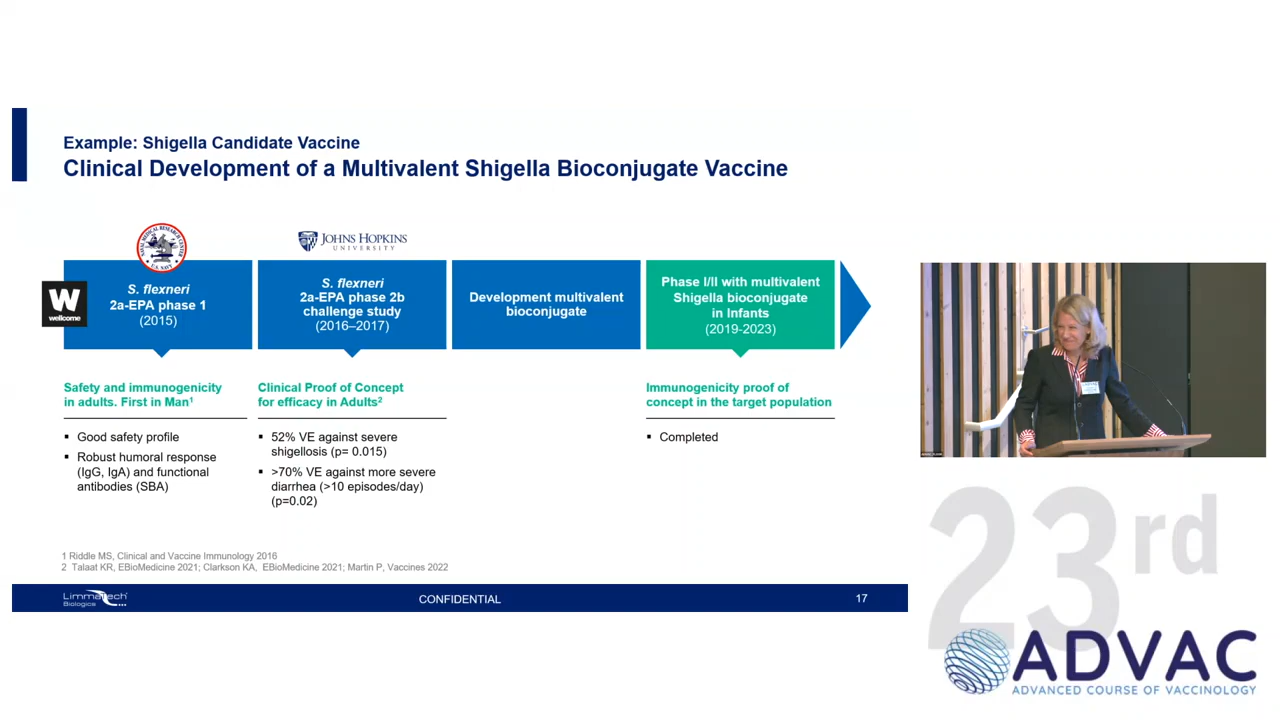 Example: Shigella Candidate Vaccine
Clinical Development of a Multivalent Shigella Bioconjugate Vaccine
NAVAL MEDICAL RESEARCH CENTER
U.S. NAVY
W
wellcome
S. flexneri
2a-EPA phase 1
(2015)
JOHNS HOPKINS
UNIVERSITY
S. flexneri
2a-EPA phase 2b
challenge study
(2016–2017)
Development multivalent
bioconjugate
Phase I/II with multivalent
Shigella bioconjugate
in Infants
(2019-2023)
Safety and immunogenicity
in adults. First in Man1
▪ Good safety profile
▪ Robust humoral response
(IgG, IgA) and functional
antibodies (SBA)
Clinical Proof of Concept
for efficacy in Adults2
▪ 52% VE against severe
shigellosis (p= 0.015)
▪ >70% VE against more severe
diarrhea (>10 episodes/day)
(p=0.02)
Immunogenicity proof of
concept in the target population
▪ Completed
1 Riddle MS, Clinical and Vaccine Immunology 2016
2 Talaat KR, EBioMedicine 2021; Clarkson KA, EBioMedicine 2021; Martin P, Vaccines 2022
LimmaTech
Biologics
CONFIDENTIAL
17
23rd
ADVAC
ADVANCED COURSE OF VACCINOLOGY